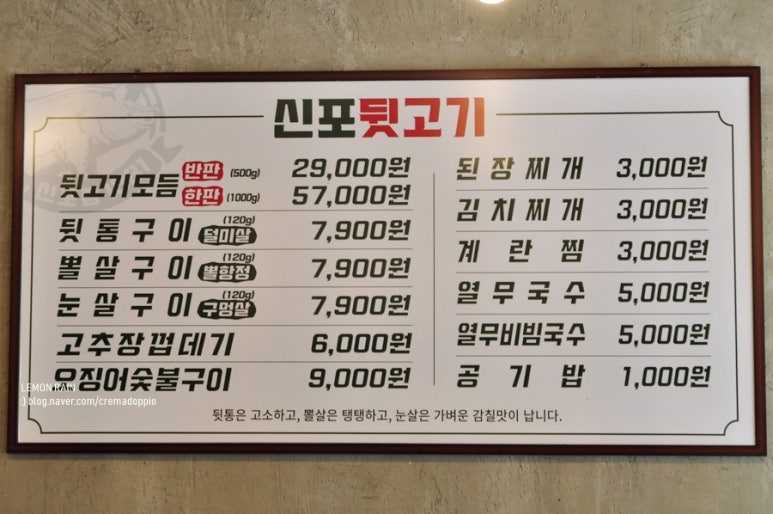 신포뒷고기
뒷고기모듬 반판 (500g) 29,000원
한판 (1000g) 57,000원
뒷통구이 (120g) 덜미살 7,900원
뽈살구이 (120g) 뽈항정 7,900원
눈살구이 (120g) 구멍살 7,900원
고추장껍데기 6,000원
오징어숯불구이 9,000원
된장찌개 3,000원
김치찌개 3,000원
계란찜 3,000원
열무국수 5,000원
열무비빔국수 5,000원
공기밥 1,000원
뒷통은 고소하고, 뽈살은 탱탱하고, 눈살은 가벼운 감칠맛이 납니다.
LEMON RAIN
:) blog.naver.com/cremadoppio